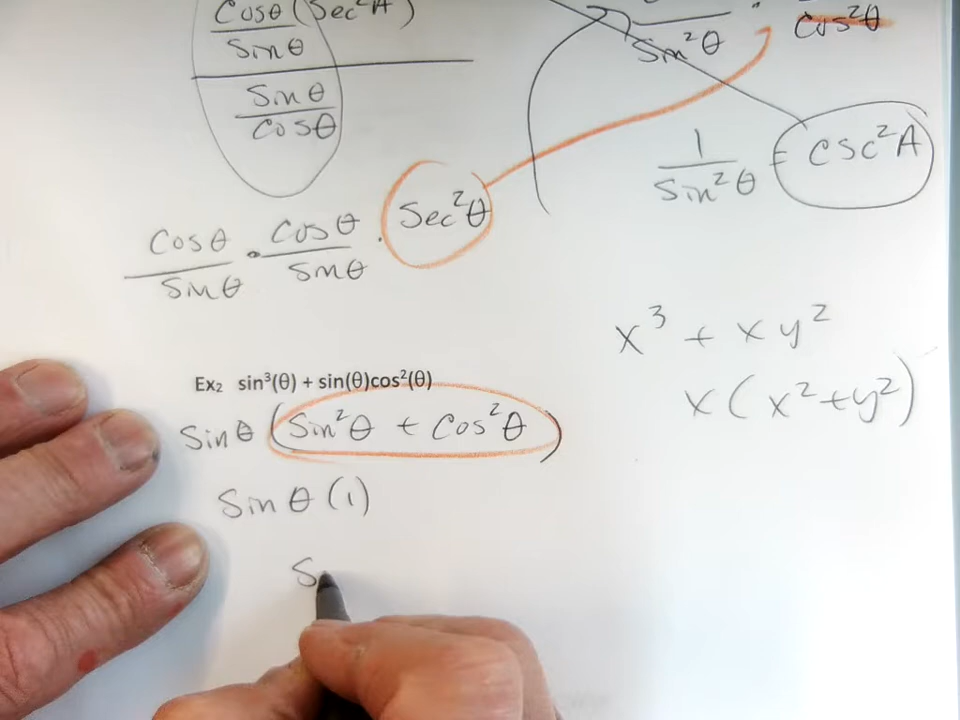 Cosθ (Sec²A)
Sinθ
Sinθ
Cosθ
Sin²θ · Cos²θ
1 = CSC²A
Sin²θ
Cosθ · Cosθ · Sec²θ
Sinθ Sinθ
x³ + xy²
x(x²+y²)
Ex₂ sin³(θ) + sin(θ)cos²(θ)
Sinθ (Sin²θ + Cos²θ)
Sinθ (1)
S